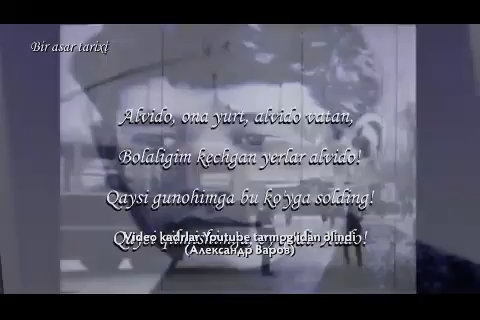 Bir asar tarixi
Alvido, ona yurt, alvido vatan,
Bolaligim kechgan yerlar alvido!
Qaysi gunohimga bu ko'yga solding!
Video kadrlar Youtube tarmog'idan olindi
(Александр Варов)